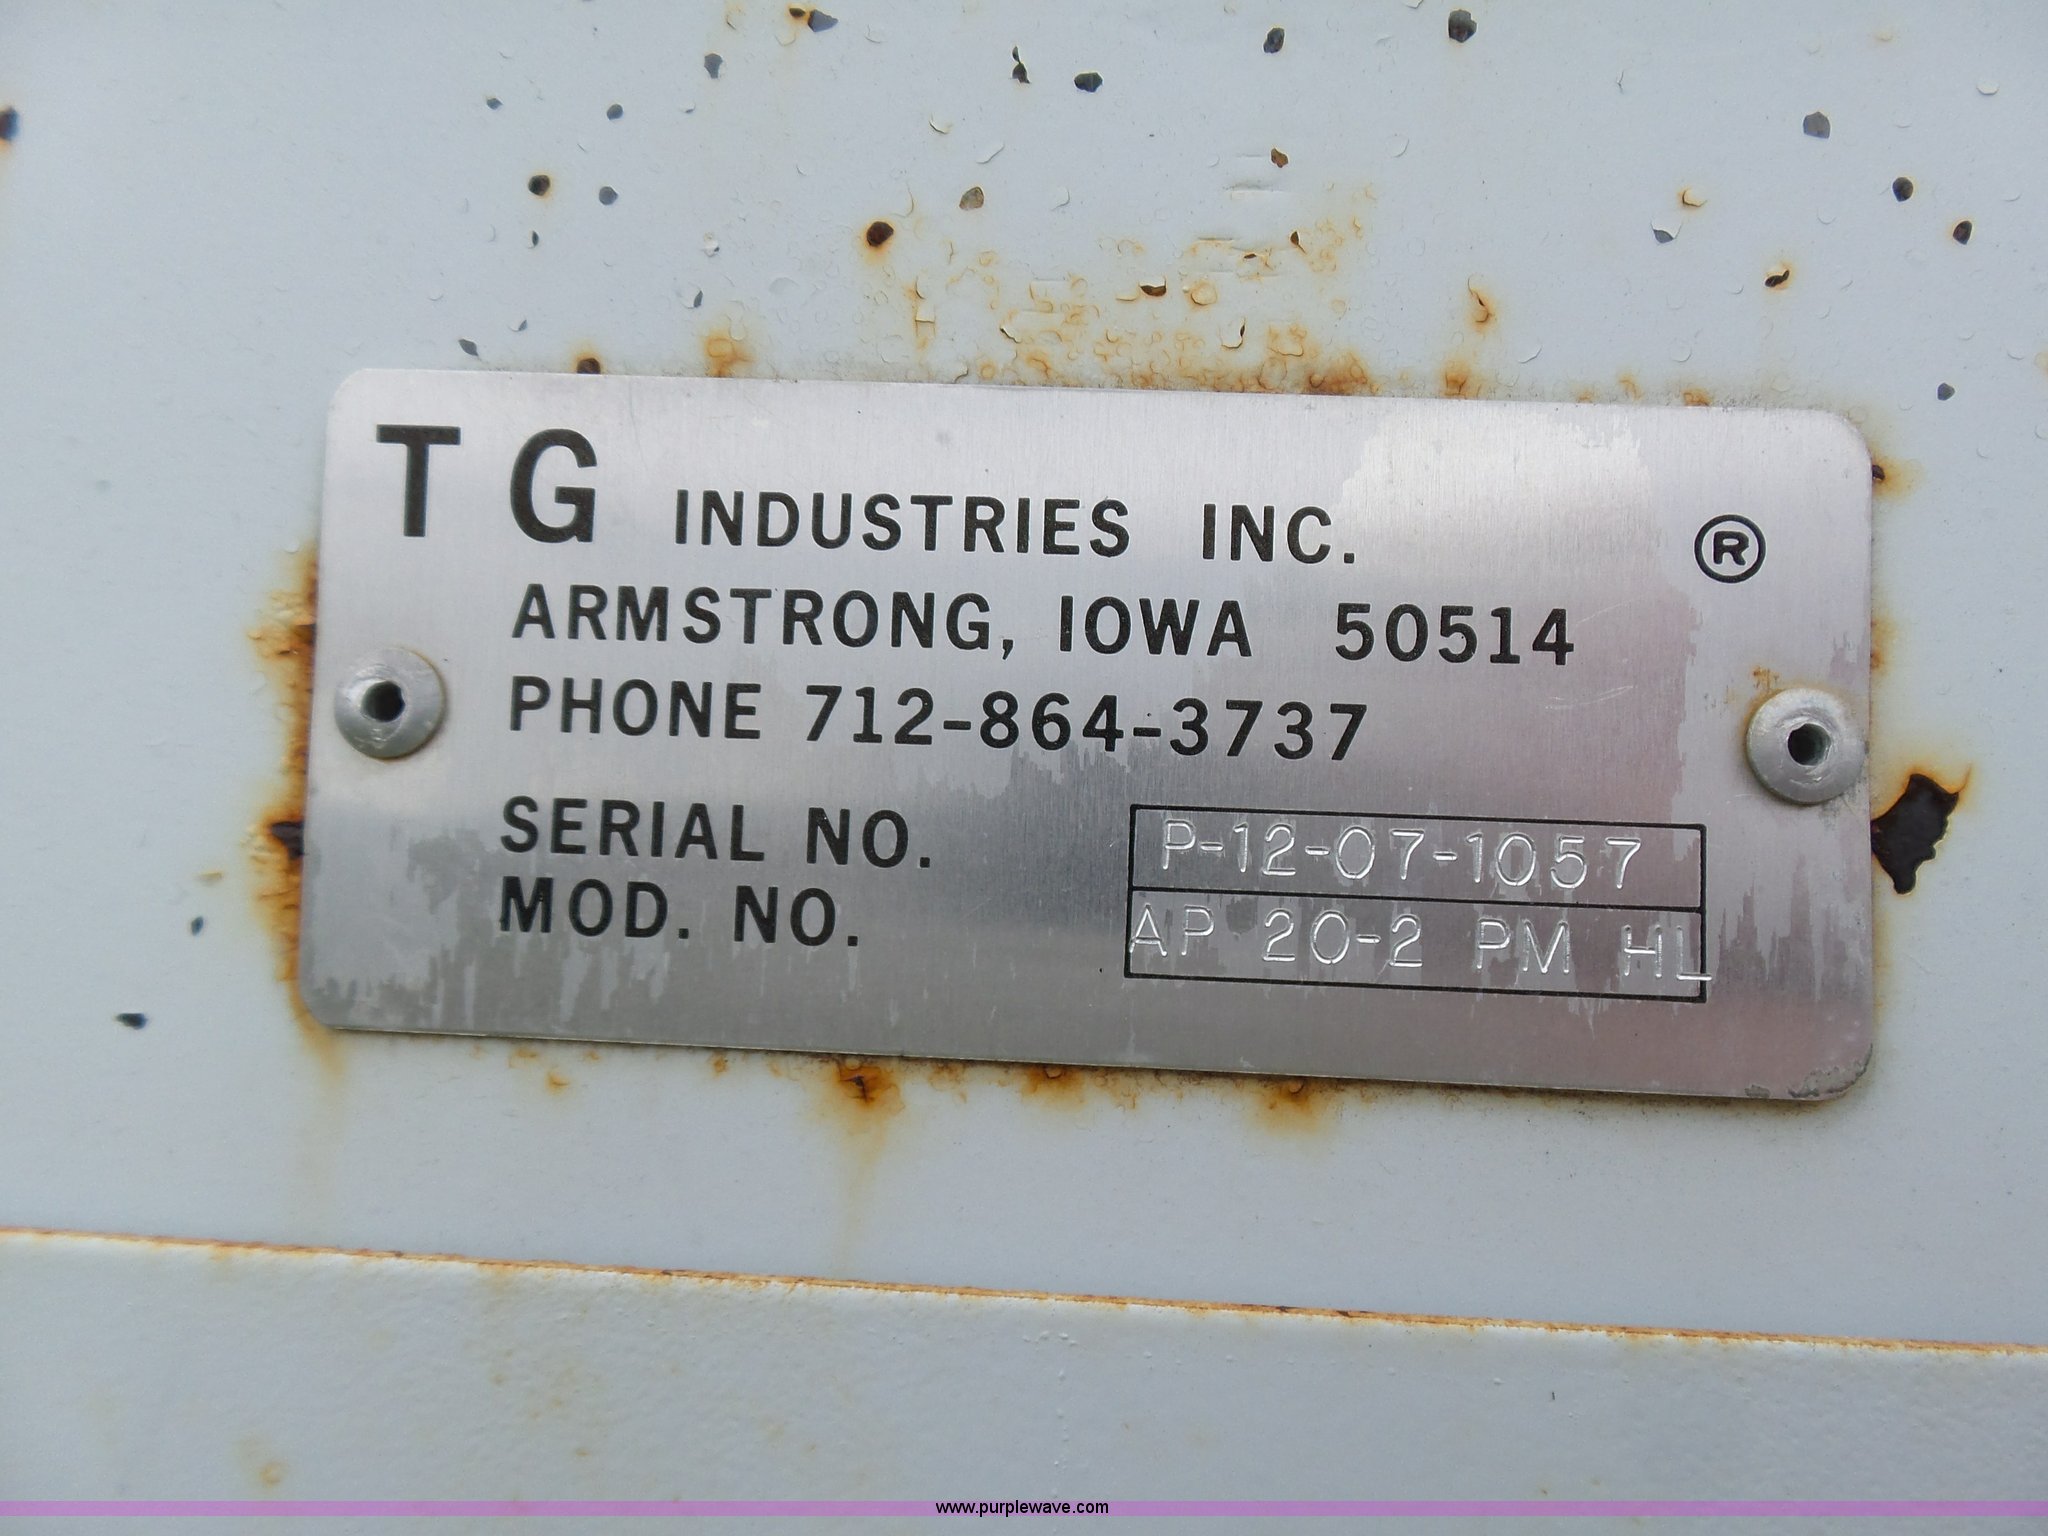 T G INDUSTRIES INC. ®
ARMSTRONG, IOWA 50514
PHONE 712-864-3737
SERIAL NO. P-12-07-1057
MOD. NO. AP 20-2 PM HL
www.purplewave.com